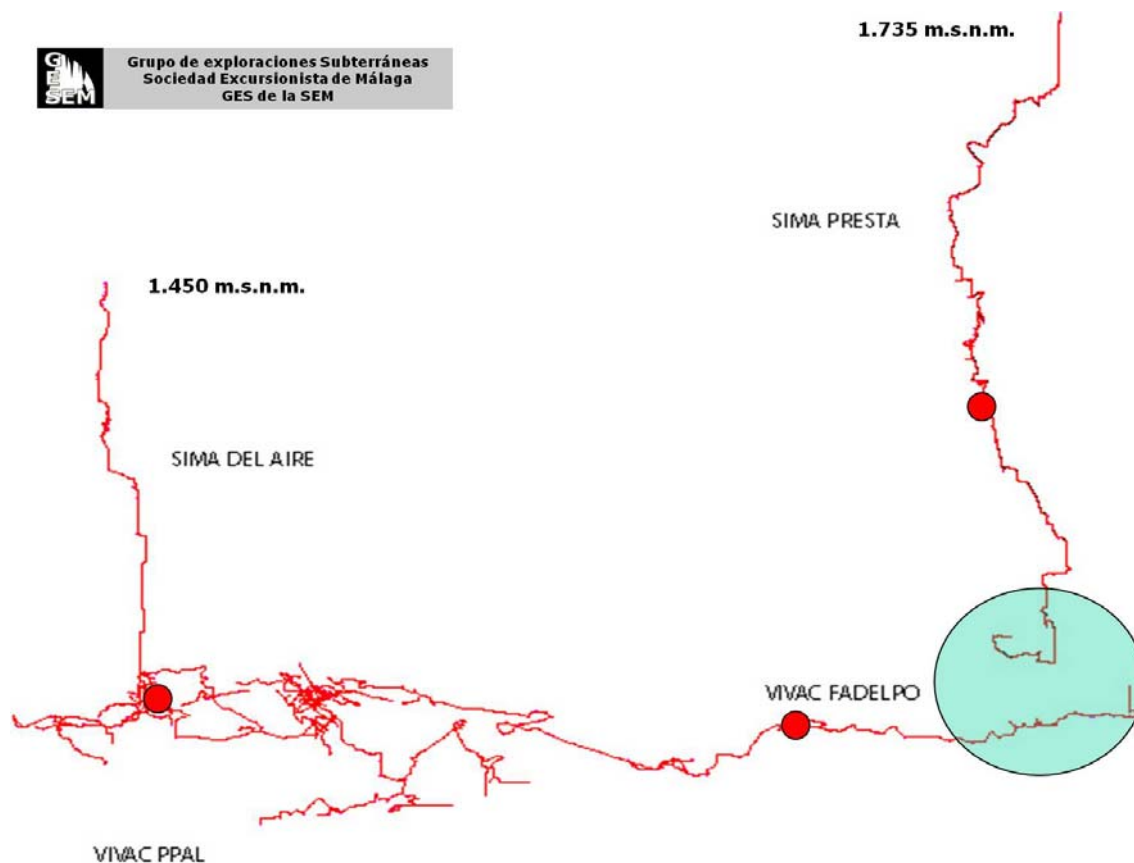 GES
SEM
Grupo de exploraciones Subterráneas
Sociedad Excursionista de Málaga
GES de la SEM
1.735 m.s.n.m.
SIMA PRESTA
1.450 m.s.n.m.
SIMA DEL AIRE
VIVAC FADELPO
VIVAC PPAL